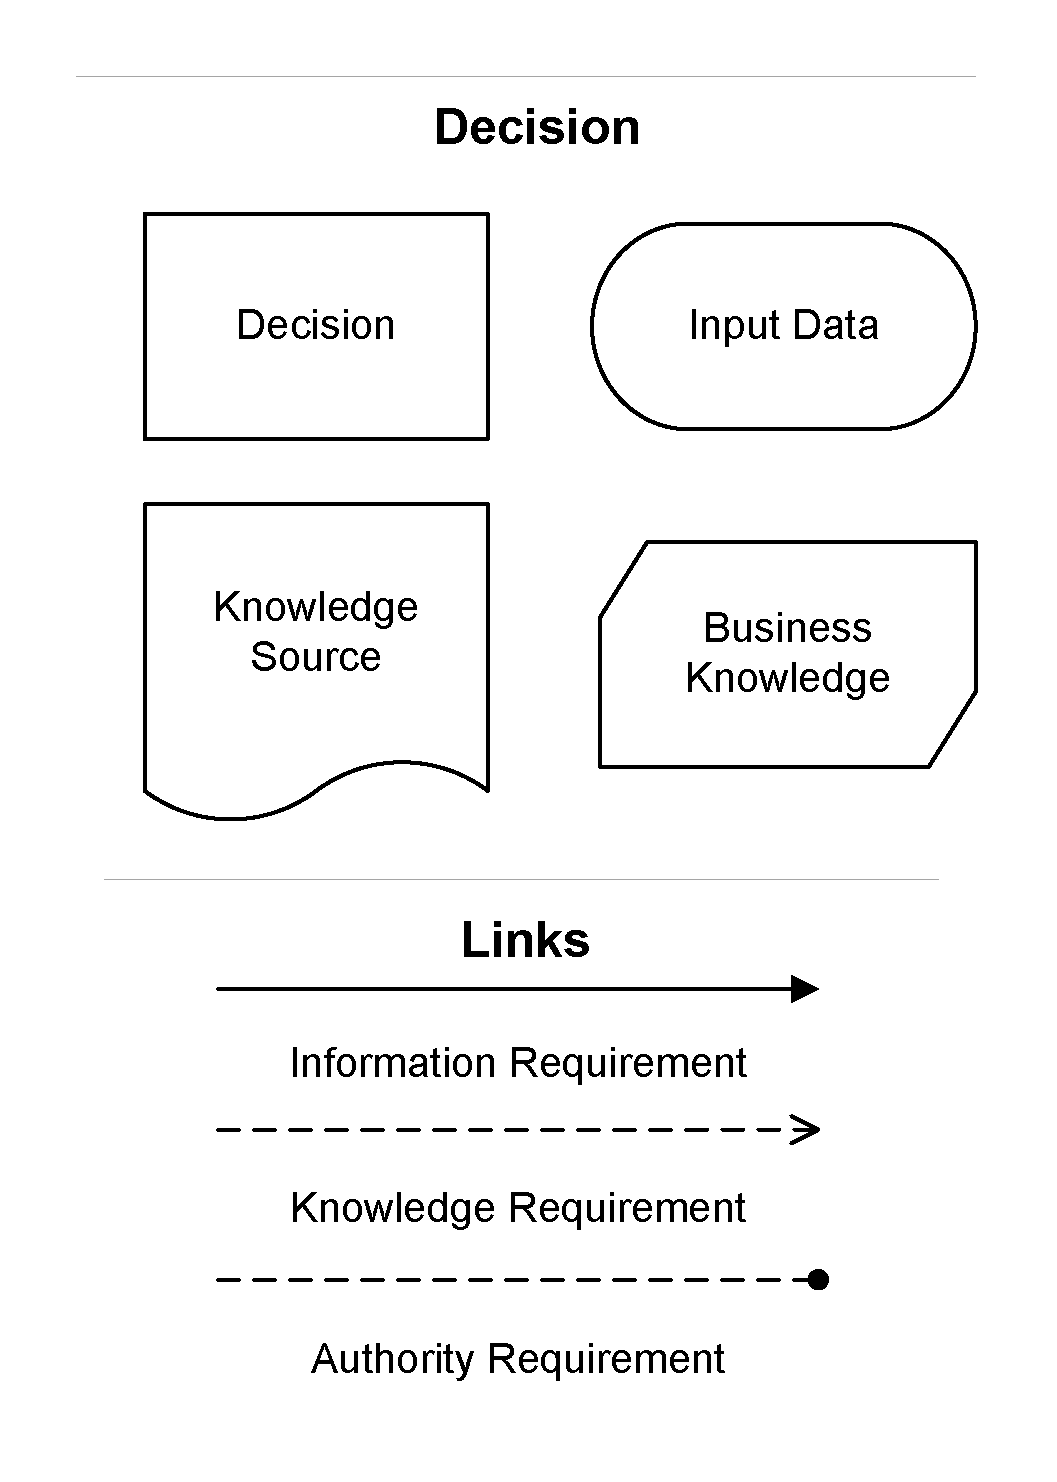 Decision
Decision
Input Data
Knowledge
Source
Business
Knowledge
Links
Information Requirement
Knowledge Requirement
Authority Requirement